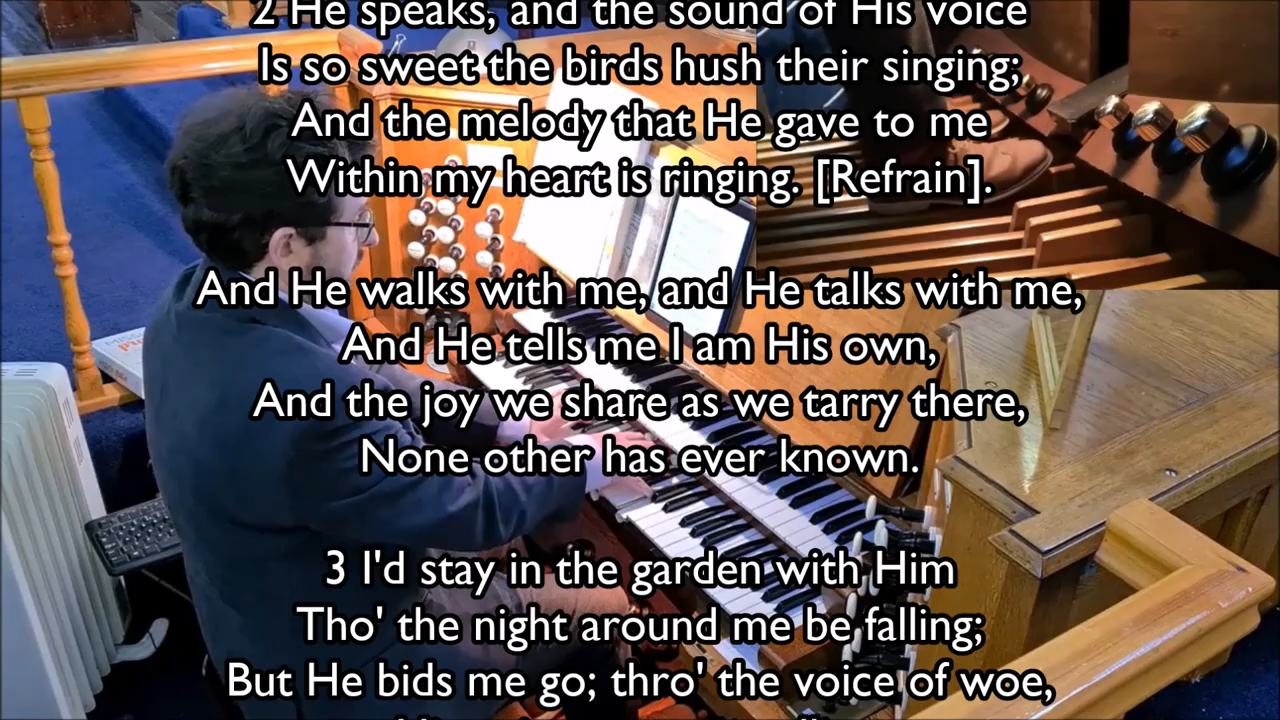 2 He speaks, and the sound of His voice
Is so sweet the birds hush their singing;
And the melody that He gave to me
Within my heart is ringing. [Refrain].
And He walks with me, and He talks with me,
And He tells me I am His own,
And the joy we share as we tarry there,
None other has ever known.
3 I'd stay in the garden with Him
Tho' the night around me be falling;
But He bids me go; thro' the voice of woe,